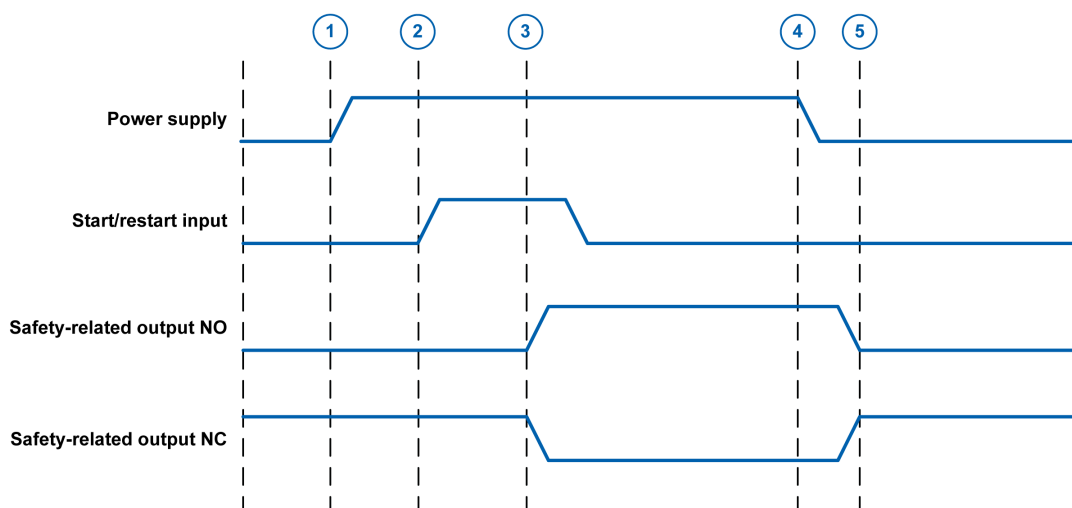 1 2 3 4 5
Power supply
Start/restart input
Safety-related output NO
Safety-related output NC